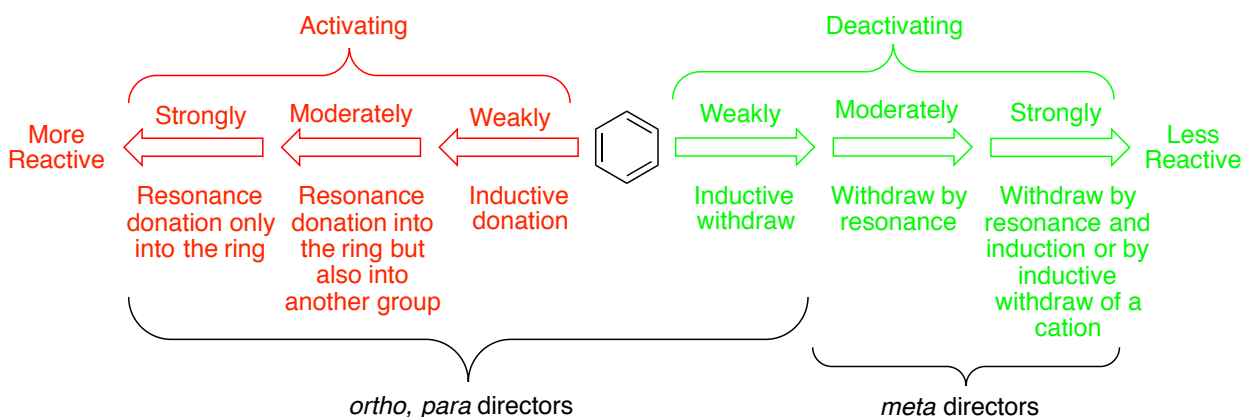 Activating
Deactivating
Strongly
Moderately
Weakly
Weakly
Moderately
Strongly
More
Reactive
Less
Reactive
Resonance
donation only
into the ring
Resonance
donation into
the ring but
also into
another group
Inductive
donation
Inductive
withdraw
Withdraw by
resonance
Withdraw by
resonance and
induction or by
inductive
withdraw of a
cation
ortho, para directors
meta directors